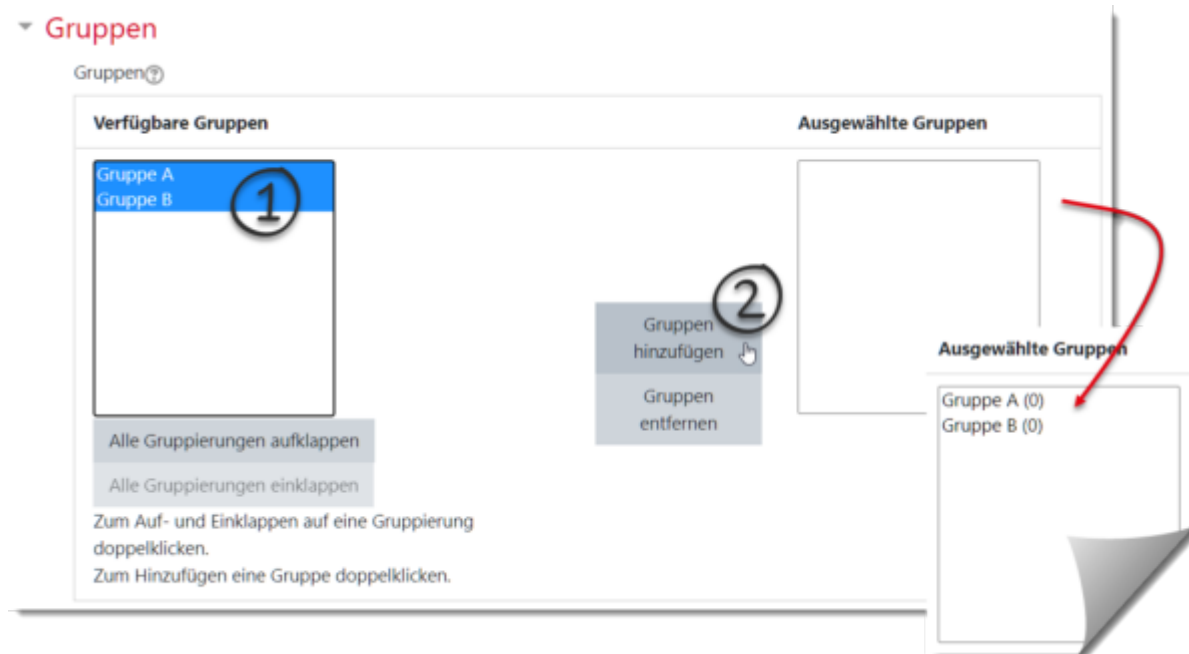 Gruppen
Gruppen?
Verfügbare Gruppen
Ausgewählte Gruppen
Gruppe A
Gruppe B
1
2
Gruppen
hinzufügen
Gruppen
entfernen
Ausgewählte Gruppen
Gruppe A (0)
Gruppe B (0)
Alle Gruppierungen aufklappen
Alle Gruppierungen einklappen
Zum Auf- und Einklappen auf eine Gruppierung
doppelklicken.
Zum Hinzufügen eine Gruppe doppelklicken.